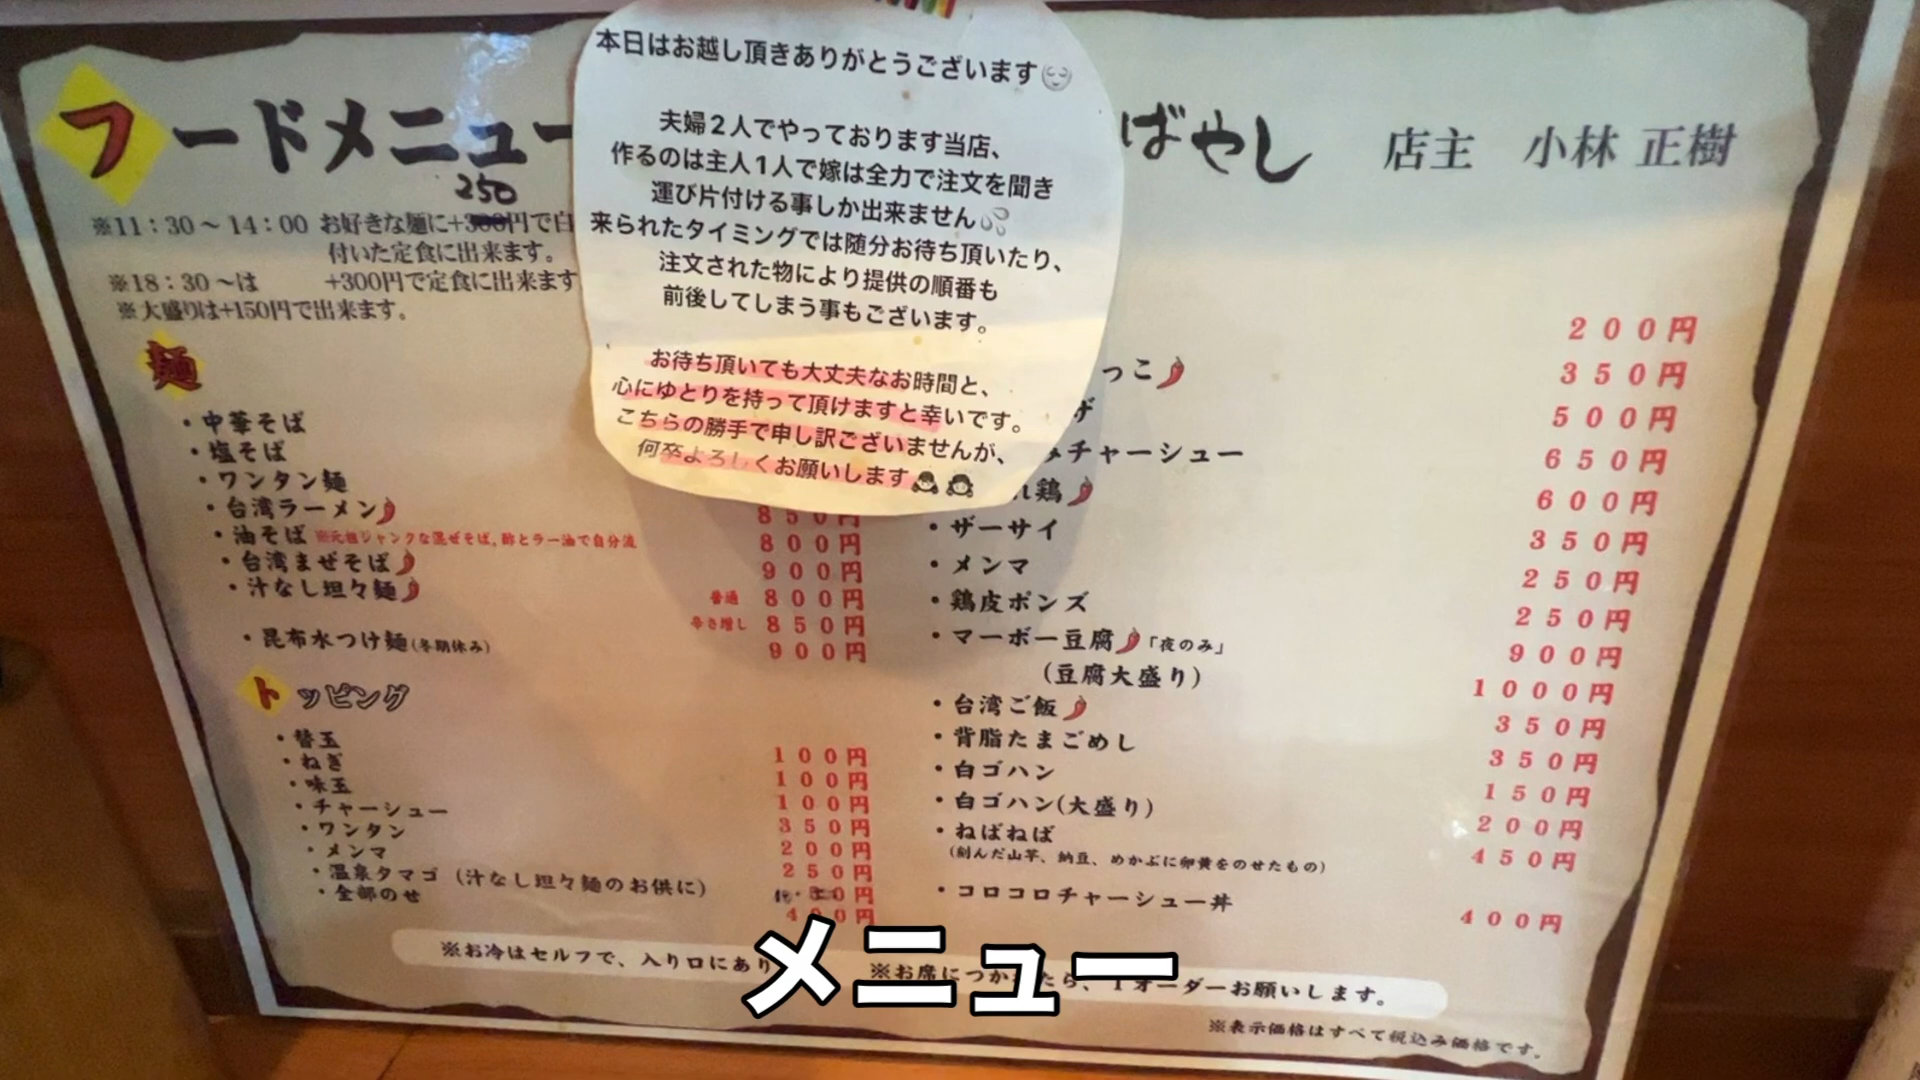 本日はお越し頂きありがとうございます
夫婦2人でやっております当店、
作るのは主人1人で嫁は全力で注文を聞き
運び片付ける事しか出来ません
来られたタイミングでは随分お待ち頂いたり、
注文された物により提供の順番も
前後してしまう事もございます。
お待ち頂いても大丈夫なお時間と、
心にゆとりを持って頂けますと幸いです。
こちらの勝手で申し訳ございませんが、
何卒よろしくお願いします
フードメニュー
ばやし 店主 小林 正樹
250
※11:30~14:00 お好きな麺に+300円で白
付いた定食に出来ます。
※18:30~は +300円で定食に出来ます
※大盛りは+150円で出来ます。
麺
・中華そば
・塩そば
・ワンタン麺
・台湾ラーメン 850円
・油そば ※元祖ジャンクな混ぜそば,酢とラー油で自分流 800円
・台湾まぜそば 900円
・汁なし坦々麺 普通 800円
辛さ増し 850円
・昆布水つけ麺(冬期休み) 900円
トッピング
・替玉 100円
・ねぎ 100円
・味玉 100円
・チャーシュー 350円
・ワンタン 200円
・メンマ 250円
・温泉タマゴ (汁なし坦々麺のお供に)
・全部のせ 400円
200円
っこ 350円
500円
チャーシュー 650円
鶏 600円
・ザーサイ 350円
・メンマ 250円
・鶏皮ポンズ 250円
・マーボー豆腐「夜のみ」 900円
(豆腐大盛り) 1000円
・台湾ご飯 350円
・背脂たまごめし 350円
・白ゴハン 150円
・白ゴハン(大盛り) 200円
・ねばねば 450円
(刻んだ山芋、納豆、めかぶに卵黄をのせたもの)
・コロコロチャーシュー丼 400円
※お冷はセルフで、入り口にあり
※お席につか たら、1オーダーお願いします。
※表示価格はすべて税込み価格です。
メニュー